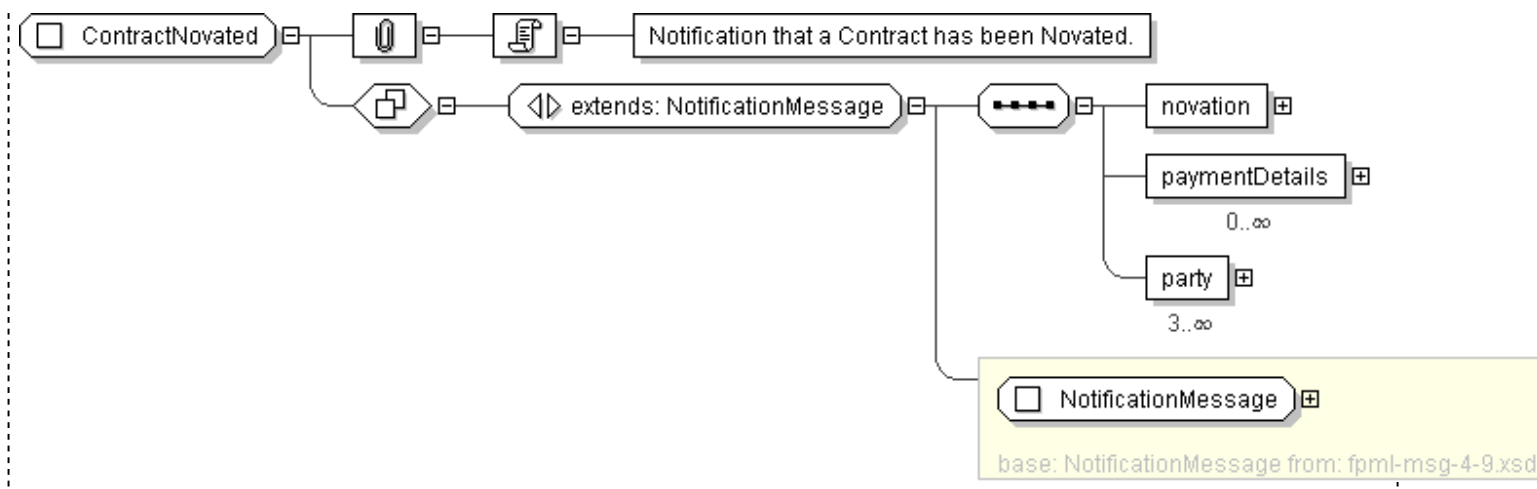 ContractNovated
Notification that a Contract has been Novated.
extends: NotificationMessage
novation
paymentDetails
0..∞
party
3..∞
NotificationMessage
base: NotificationMessage from: fpml-msg-4-9.xsd